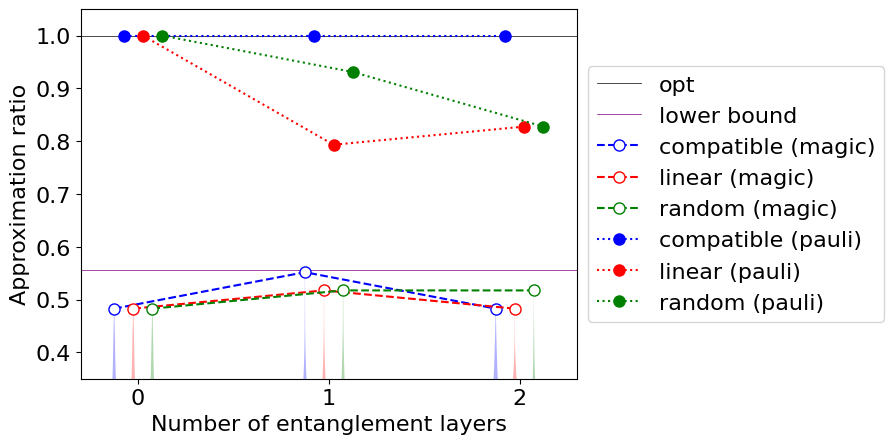 1.0
0.9
0.8
0.7
0.6
0.5
0.4
Approximation ratio
0 1 2
Number of entanglement layers
opt
lower bound
compatible (magic)
linear (magic)
random (magic)
compatible (pauli)
linear (pauli)
random (pauli)